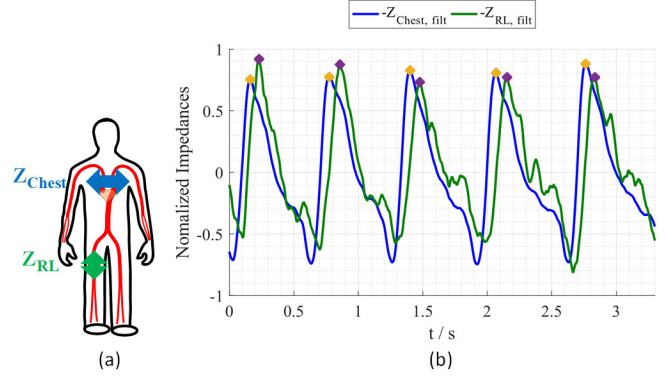 -Z_Chest, filt -Z_RL, filt
(a)
Z_Chest
Z_RL
(a)
Nomalized Impedances
1
0.5
0
-0.5
-1
0 0.5 1 1.5 2 2.5 3
t / s
(b)